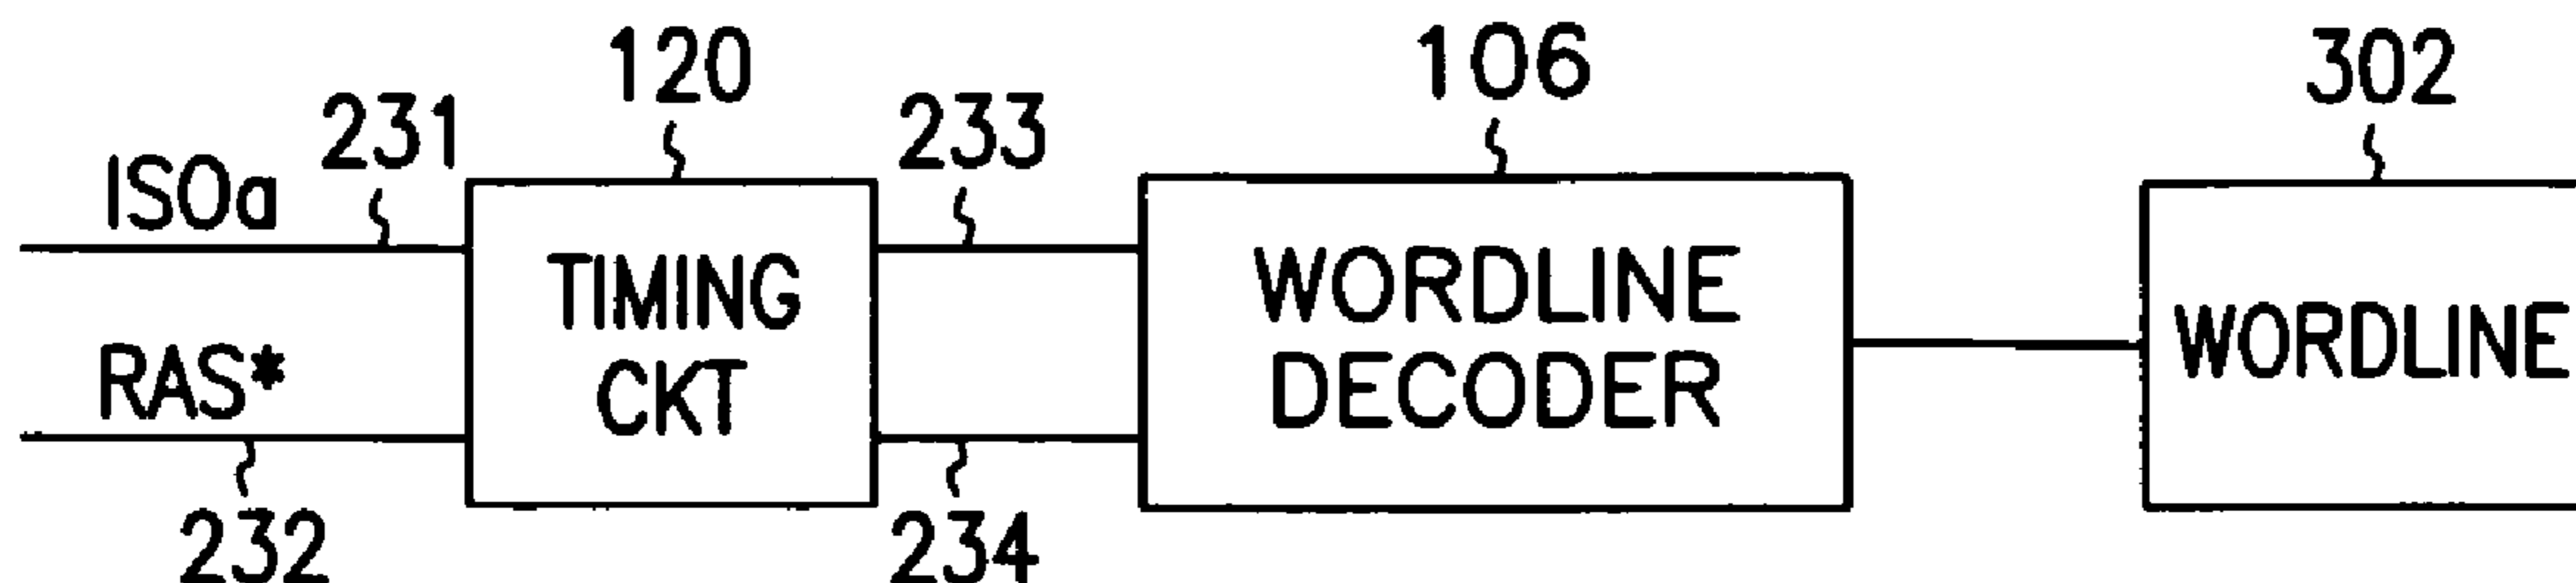 120
106
302
231
233
ISOa
TIMING
CKT
WORDLINE
DECODER
WORDLINE
RAS*
232
234